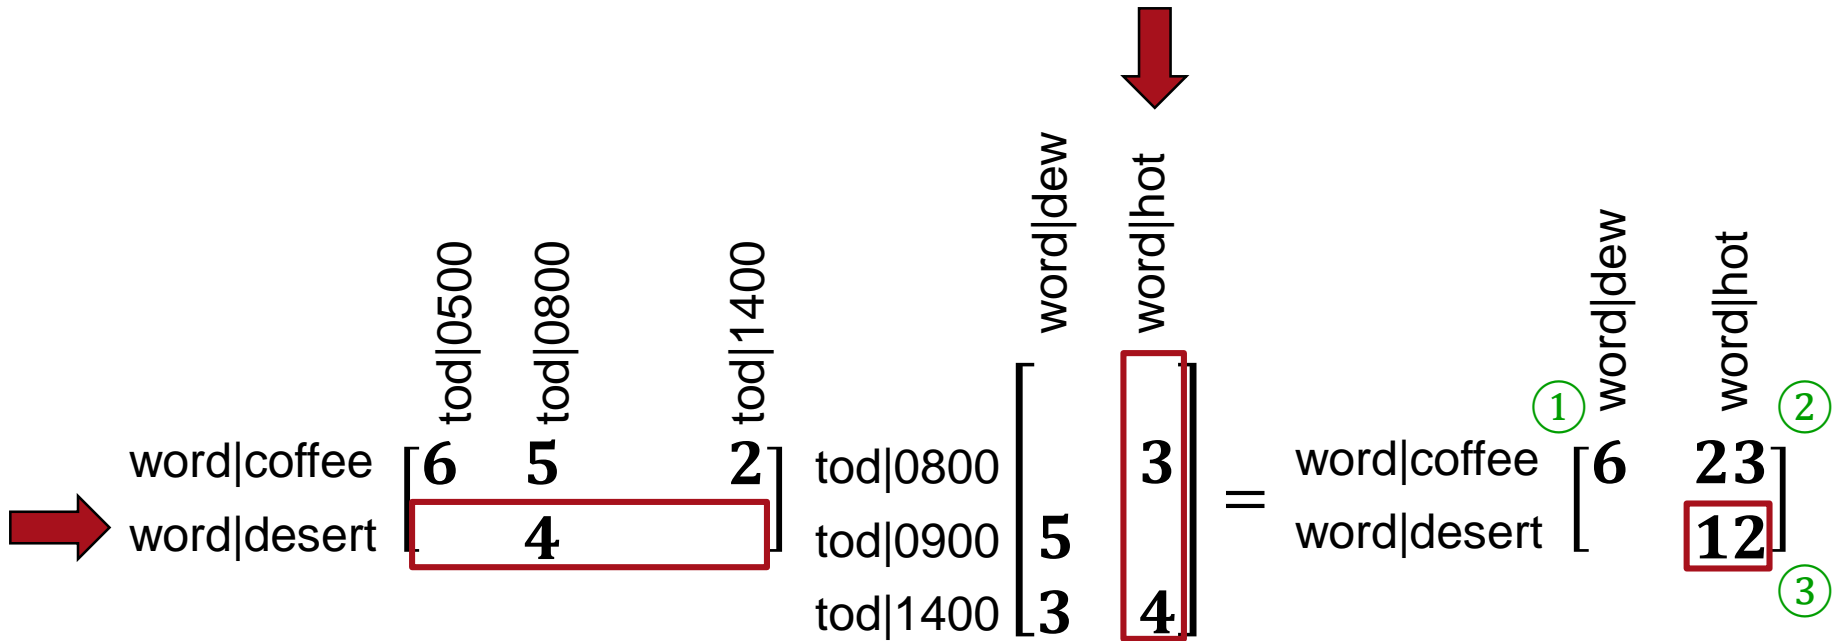 tod|0500 tod|0800 tod|1400
word|coffee 6 5 2
word|desert 4
word|dew word|hot
tod|0800 3
tod|0900 5
tod|1400 3 4
=
word|dew word|hot
① ②
word|coffee 6 23
word|desert 12
③